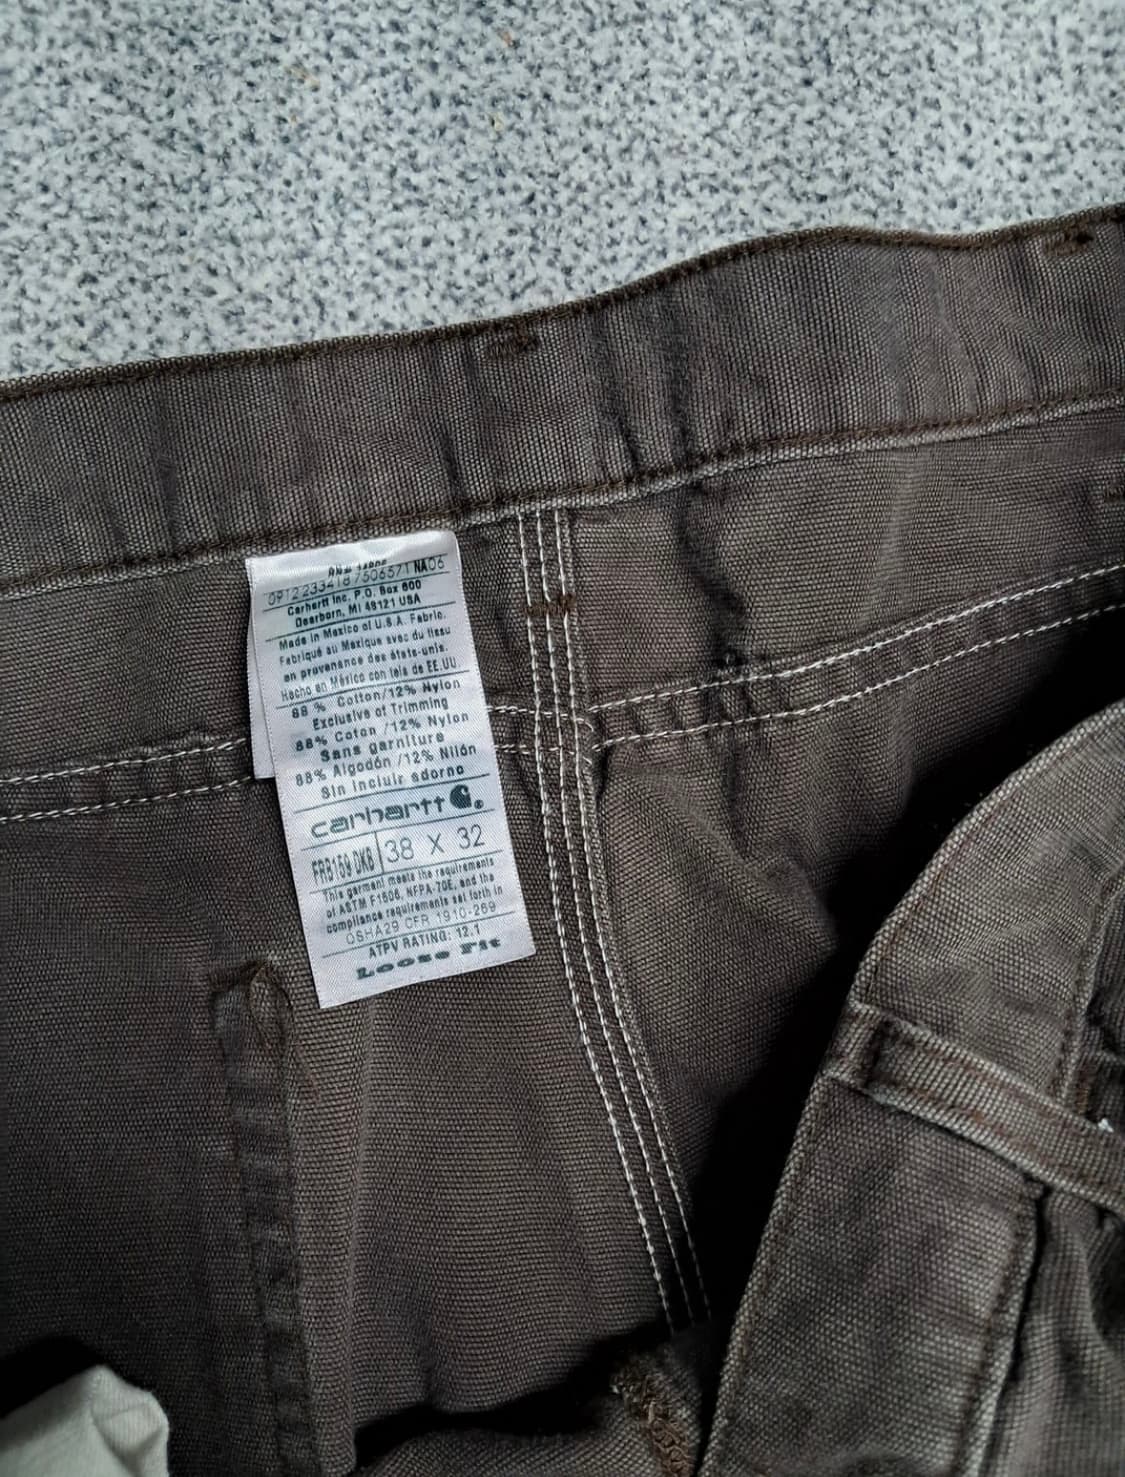 0912233418 7506571 NA06
Carhartt Inc. P.O. Box 600
Dearborn, MI 48121 USA
Made in Mexico of U.S.A. Fabric.
Fabriqué au Mexique avec du tissu
en provenance des états-unis.
Hecho en México con tela de EE.UU.
88 % Cotton/12% Nylon
Exclusive of Trimming
88% Coton /12% Nylon
Sans garniture
88% Algodón /12% Nilón
Sin incluir adorno
carhartt ®
FRB159 DKB 38 X 32
This garment meets the requirements
of ASTM F1506, NFPA-70E, and the
compliance requirements set forth in
OSHA29 CFR 1910-269
ATPV RATING: 12.1
Loose Fit